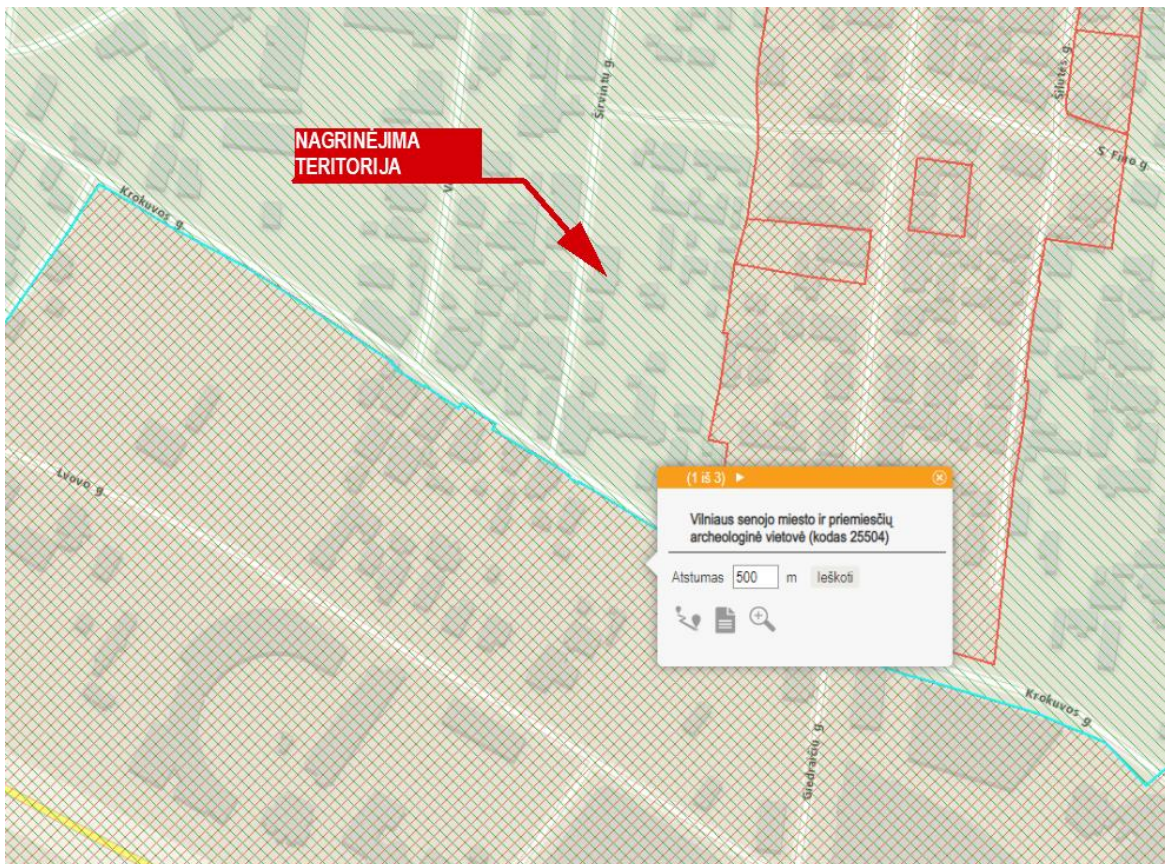 Širvintų g.
Šilutės g.
NAGRINĖJIMA
TERITORIJA
S. Fino g.
Krokuvos g.
Lvovo g.
(1 iš 3)
Vilniaus senojo miesto ir priemiesčių
archeologinė vietovė (kodas 25504)
Atstumas 500 m Ieškoti
Krokuvos g.
Giedraičių g.